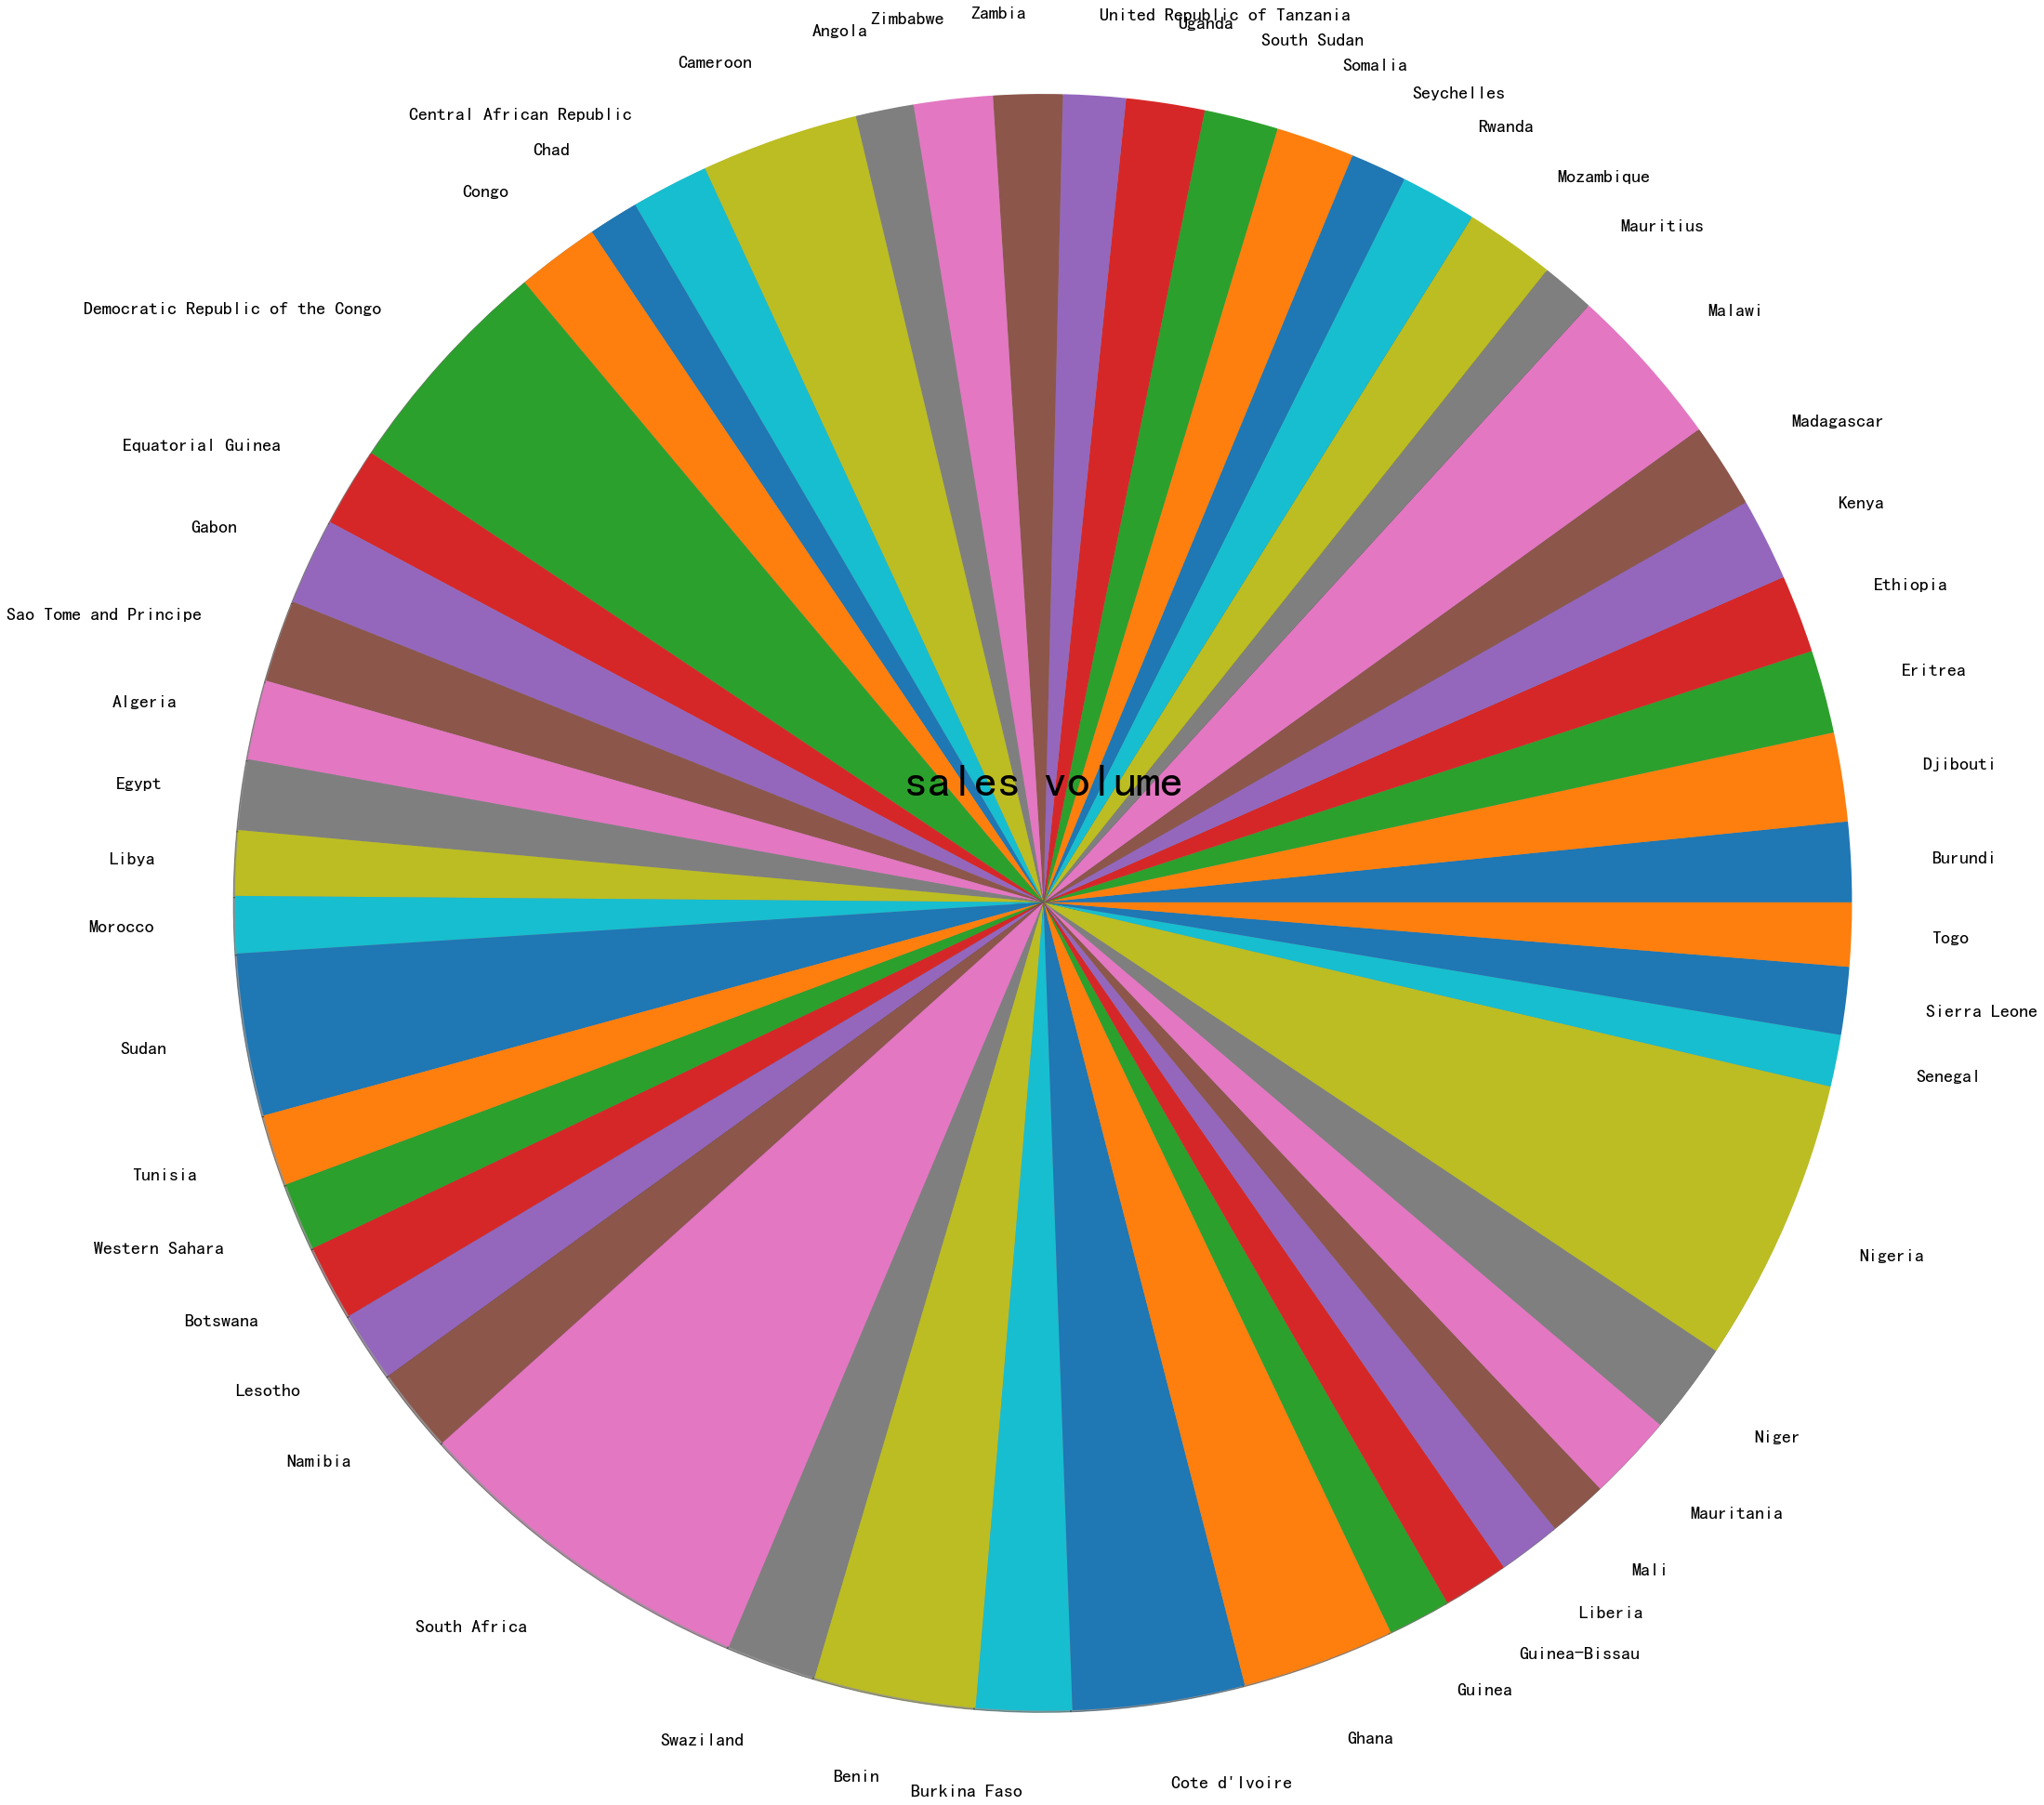 Zambia
United Republic of Tanzania
Zimbabwe
Uganda
Angola
South Sudan
Cameroon
Somalia
Seychelles
Central African Republic
Rwanda
Chad
Mozambique
Congo
Mauritius
Democratic Republic of the Congo
Malawi
Madagascar
Equatorial Guinea
Kenya
Gabon
Ethiopia
Sao Tome and Principe
Eritrea
Algeria
Djibouti
sales volume
Egypt
Burundi
Libya
Morocco
Togo
Sierra Leone
Sudan
Senegal
Tunisia
Western Sahara
Nigeria
Botswana
Lesotho
Niger
Namibia
Mauritania
Mali
Liberia
South Africa
Guinea-Bissau
Guinea
Ghana
Swaziland
Benin
Cote d'Ivoire
Burkina Faso